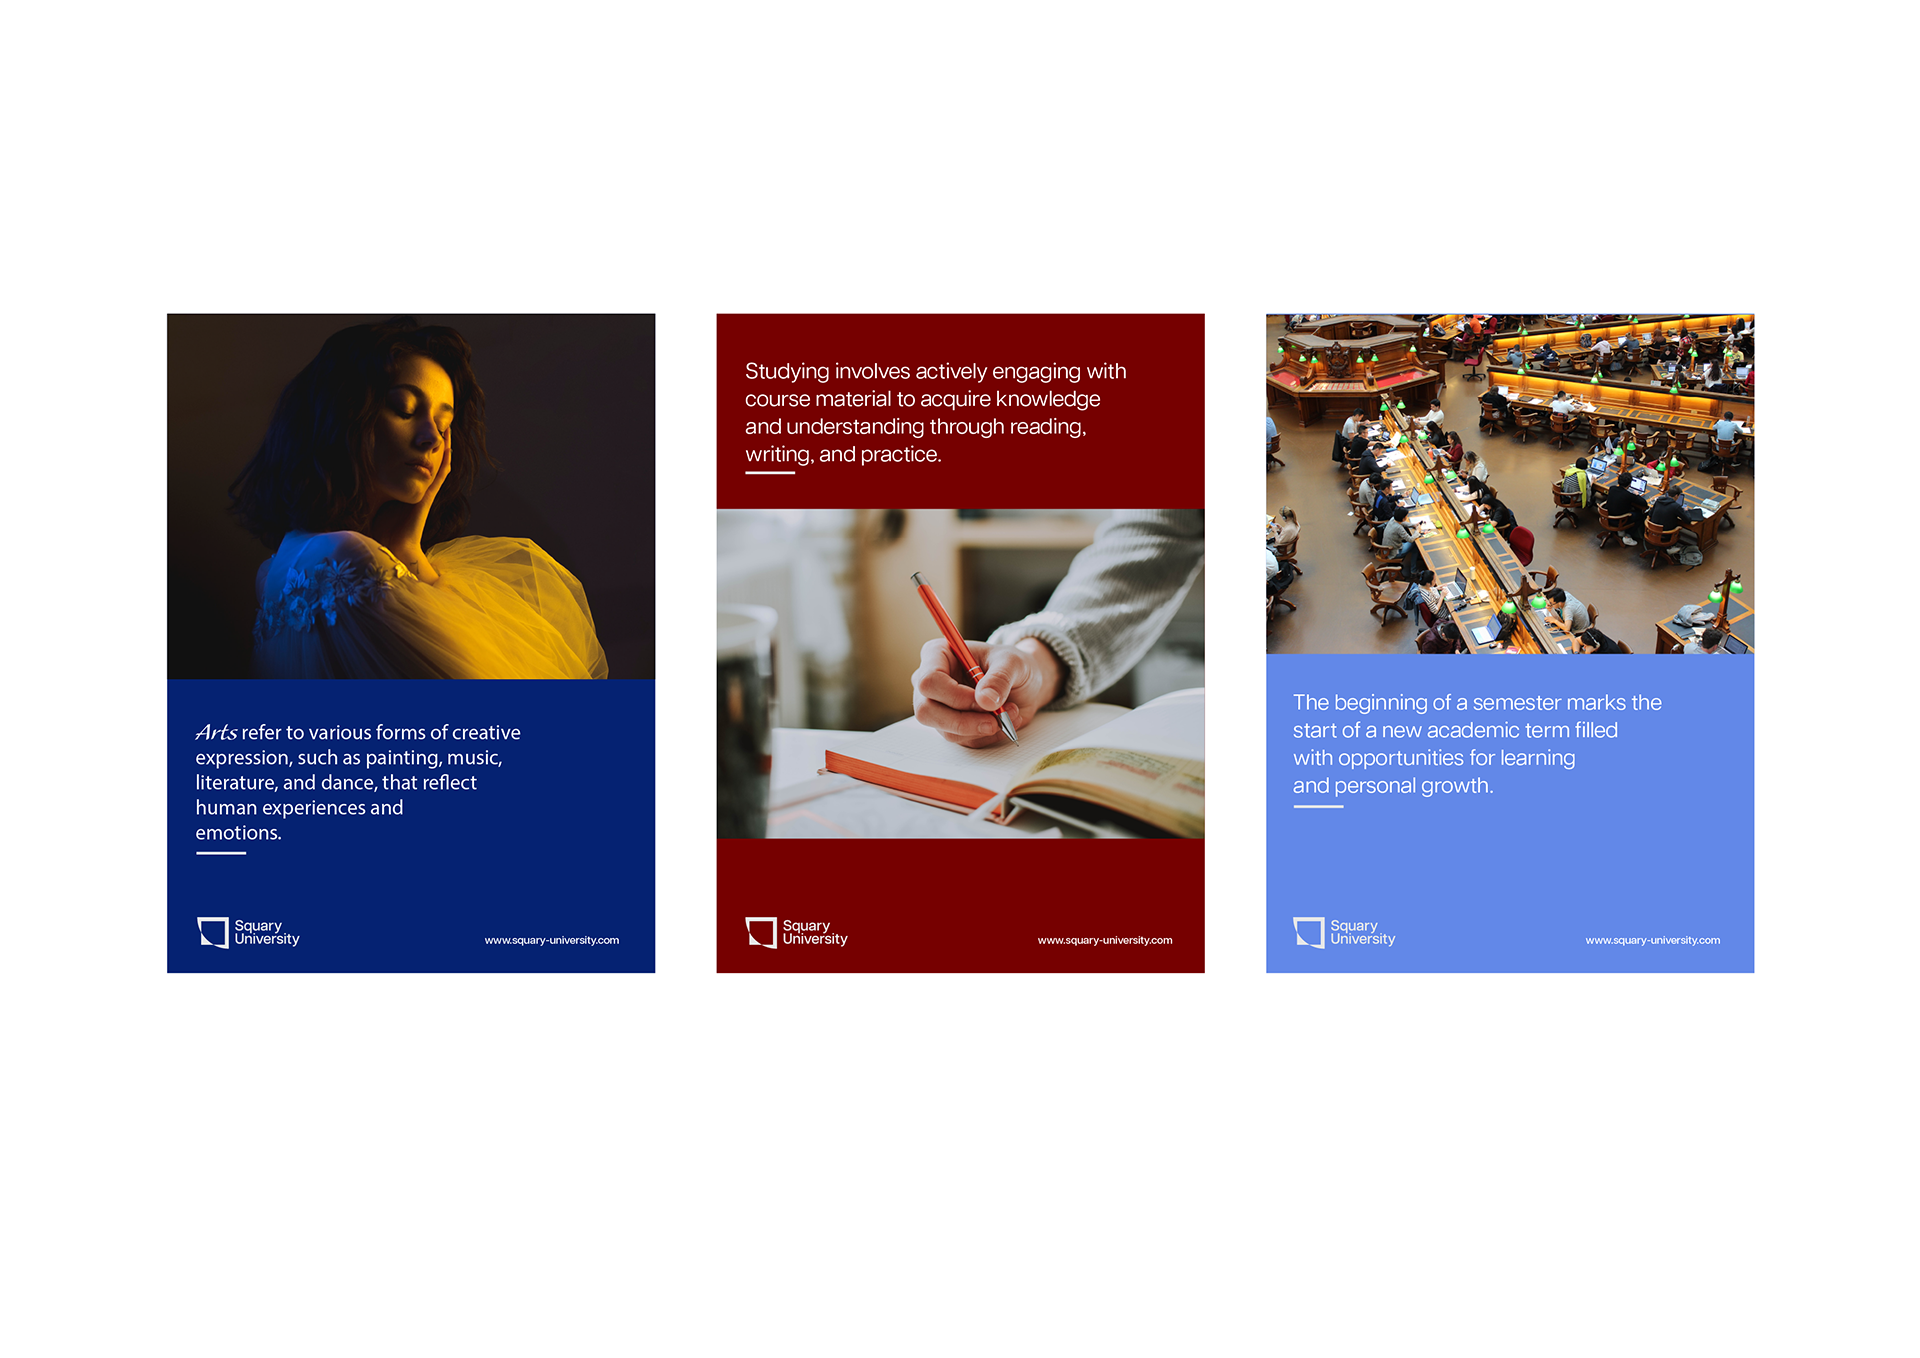 Arts refer to various forms of creative
expression, such as painting, music,
literature, and dance, that reflect
human experiences and
emotions.
Squary
University
www.squary-university.com
Studying involves actively engaging with
course material to acquire knowledge
and understanding through reading,
writing, and practice.
Squary
University
www.squary-university.com
The beginning of a semester marks the
start of a new academic term filled
with opportunities for learning
and personal growth.
Squary
University
www.squary-university.com